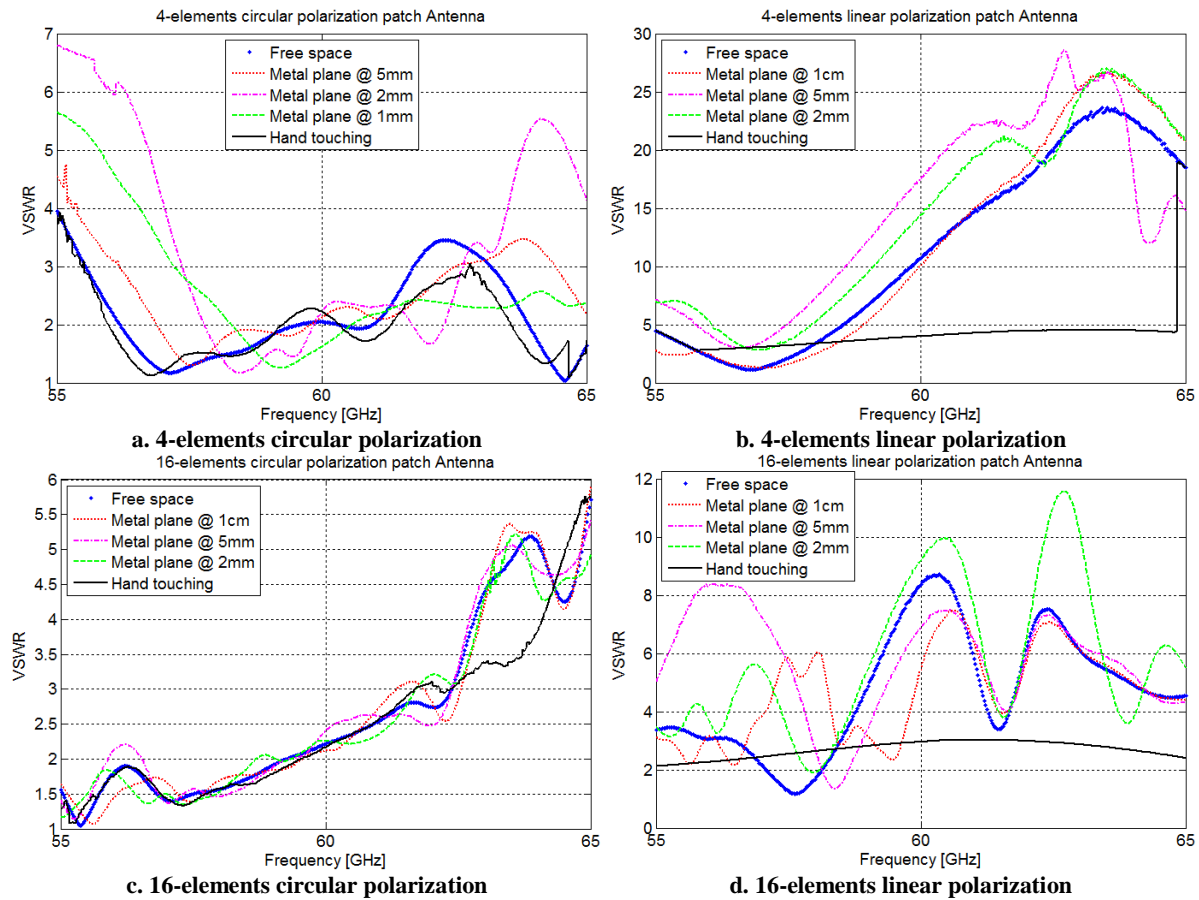 4-elements circular polarization patch Antenna
7
6
5
4
3
2
1
VSWR
Free space
Metal plane @ 5mm
Metal plane @ 2mm
Metal plane @ 1mm
Hand touching
55
60
65
Frequency [GHz]
a. 4-elements circular polarization
4-elements linear polarization patch Antenna
30
25
20
15
10
5
0
VSWR
Free space
Metal plane @ 1cm
Metal plane @ 5mm
Metal plane @ 2mm
Hand touching
55
60
65
Frequency [GHz]
b. 4-elements linear polarization
16-elements circular polarization patch Antenna
6
5.5
5
4.5
4
3.5
3
2.5
2
1.5
1
VSWR
Free space
Metal plane @ 1cm
Metal plane @ 5mm
Metal plane @ 2mm
Hand touching
55
60
65
Frequency [GHz]
c. 16-elements circular polarization
16-elements linear polarization patch Antenna
12
10
8
6
4
2
0
VSWR
Free space
Metal plane @ 1cm
Metal plane @ 5mm
Metal plane @ 2mm
Hand touching
55
60
65
Frequency [GHz]
d. 16-elements linear polarization